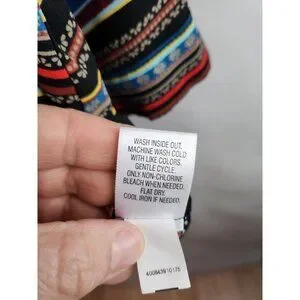 WASH INSIDE OUT.
MACHINE WASH COLD
WITH LIKE COLORS.
GENTLE CYCLE.
ONLY NON-CHLORINE
BLEACH WHEN NEEDED.
FLAT DRY.
COOL IRON IF NEEDED.